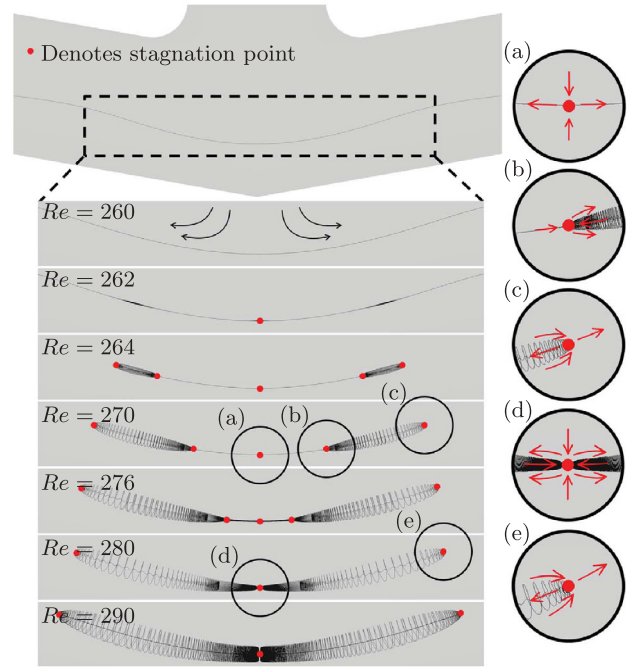 • Denotes stagnation point
Re = 260
Re = 262
Re = 264
Re = 270
(a)
(b)
(c)
Re = 276
Re = 280
(d)
(e)
Re = 290
(a)
(b)
(c)
(d)
(e)